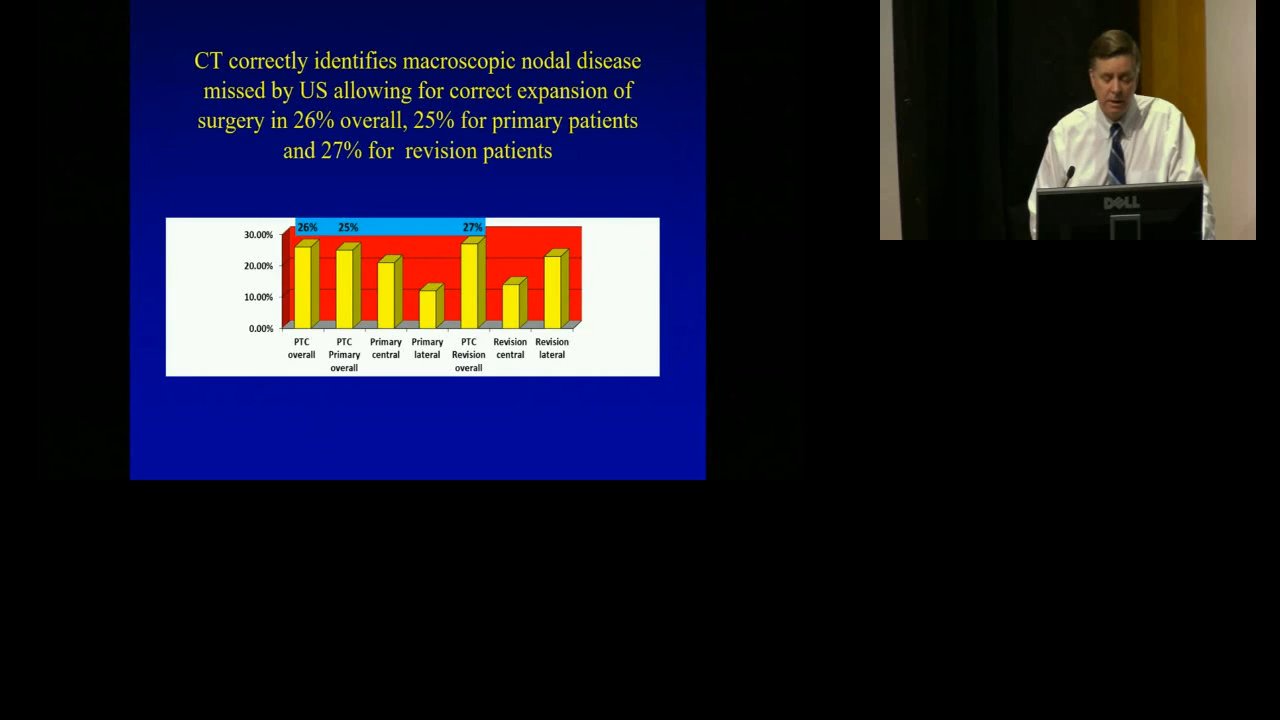 CT correctly identifies macroscopic nodal disease
missed by US allowing for correct expansion of
surgery in 26% overall, 25% for primary patients
and 27% for revision patients
26% 25% 27%
30.00%
20.00%
10.00%
0.00%
PTC overall
PTC Primary overall
Primary central
Primary lateral
PTC Revision overall
Revision central
Revision lateral
DELL